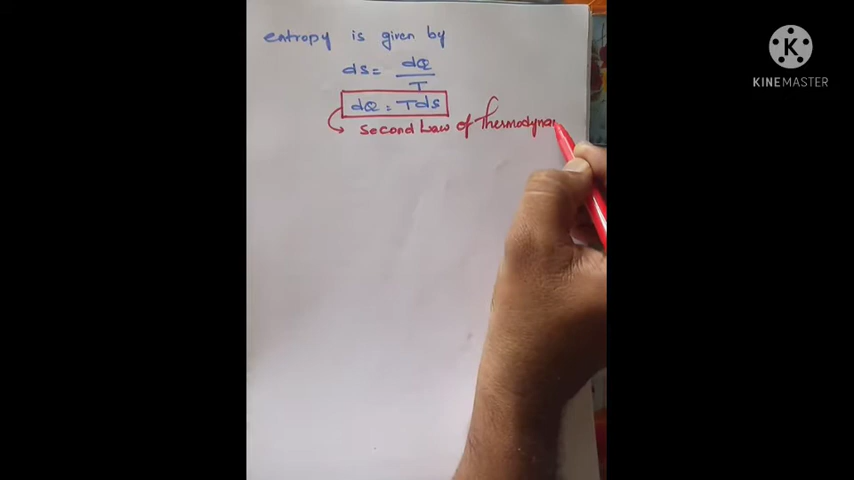 entropy is given by
ds = dQ / T
dQ = Tds
Second Law of Thermodyna
K
KINEMASTER